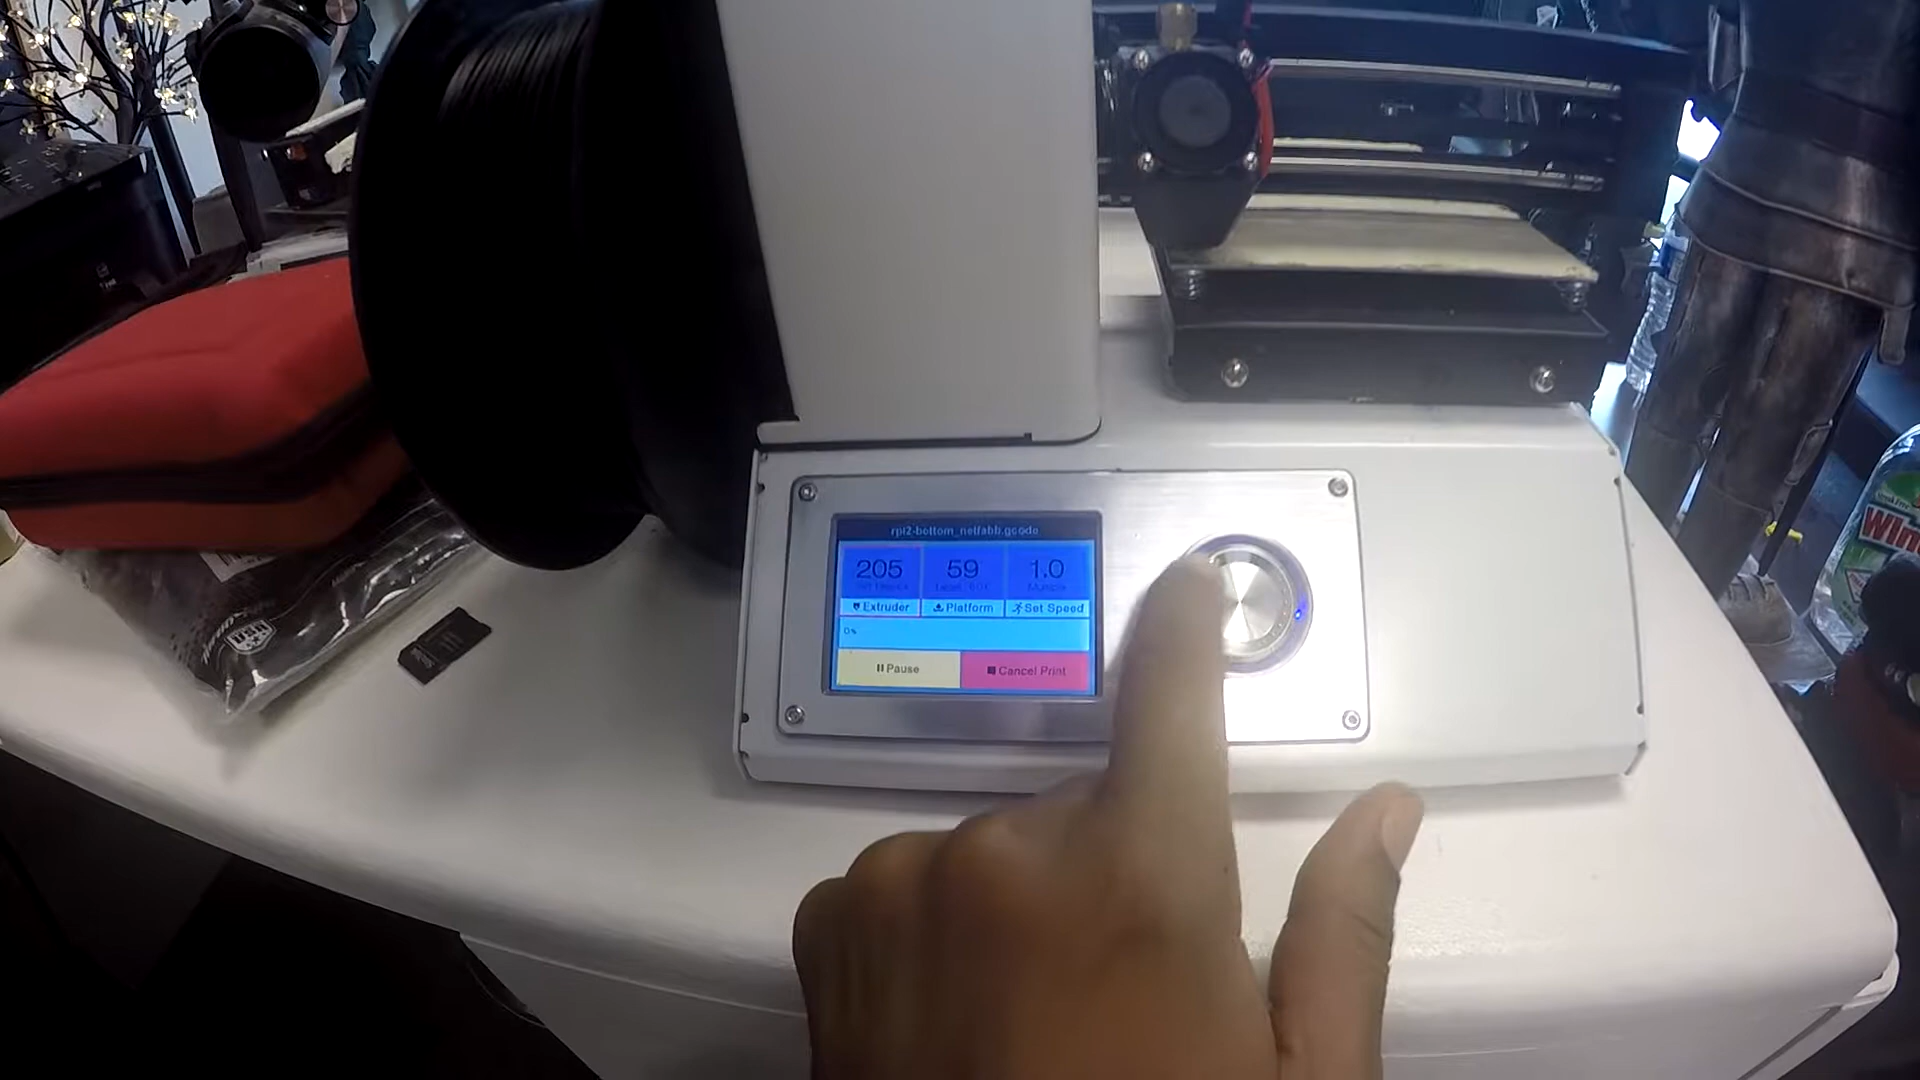 rpi2-bottom_netfabb.gcode
205 59 1.0
Extruder Platform Set Speed
0%
Pause Cancel Print